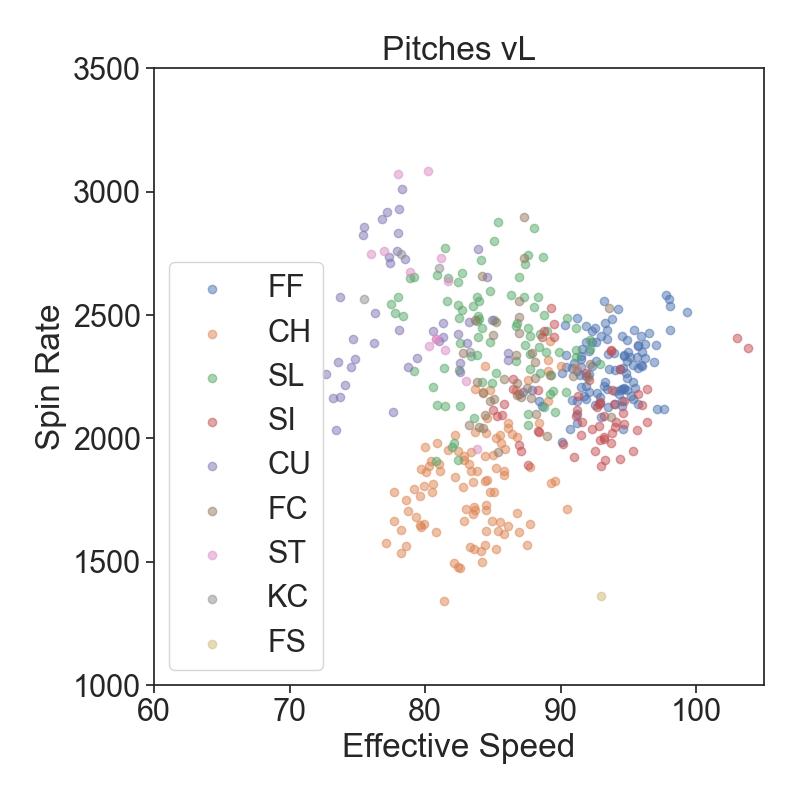 Pitches vL
3500
3000
2500
2000
1500
1000
Spin Rate
FF
CH
SL
SI
CU
FC
ST
KC
FS
60 70 80 90 100
Effective Speed